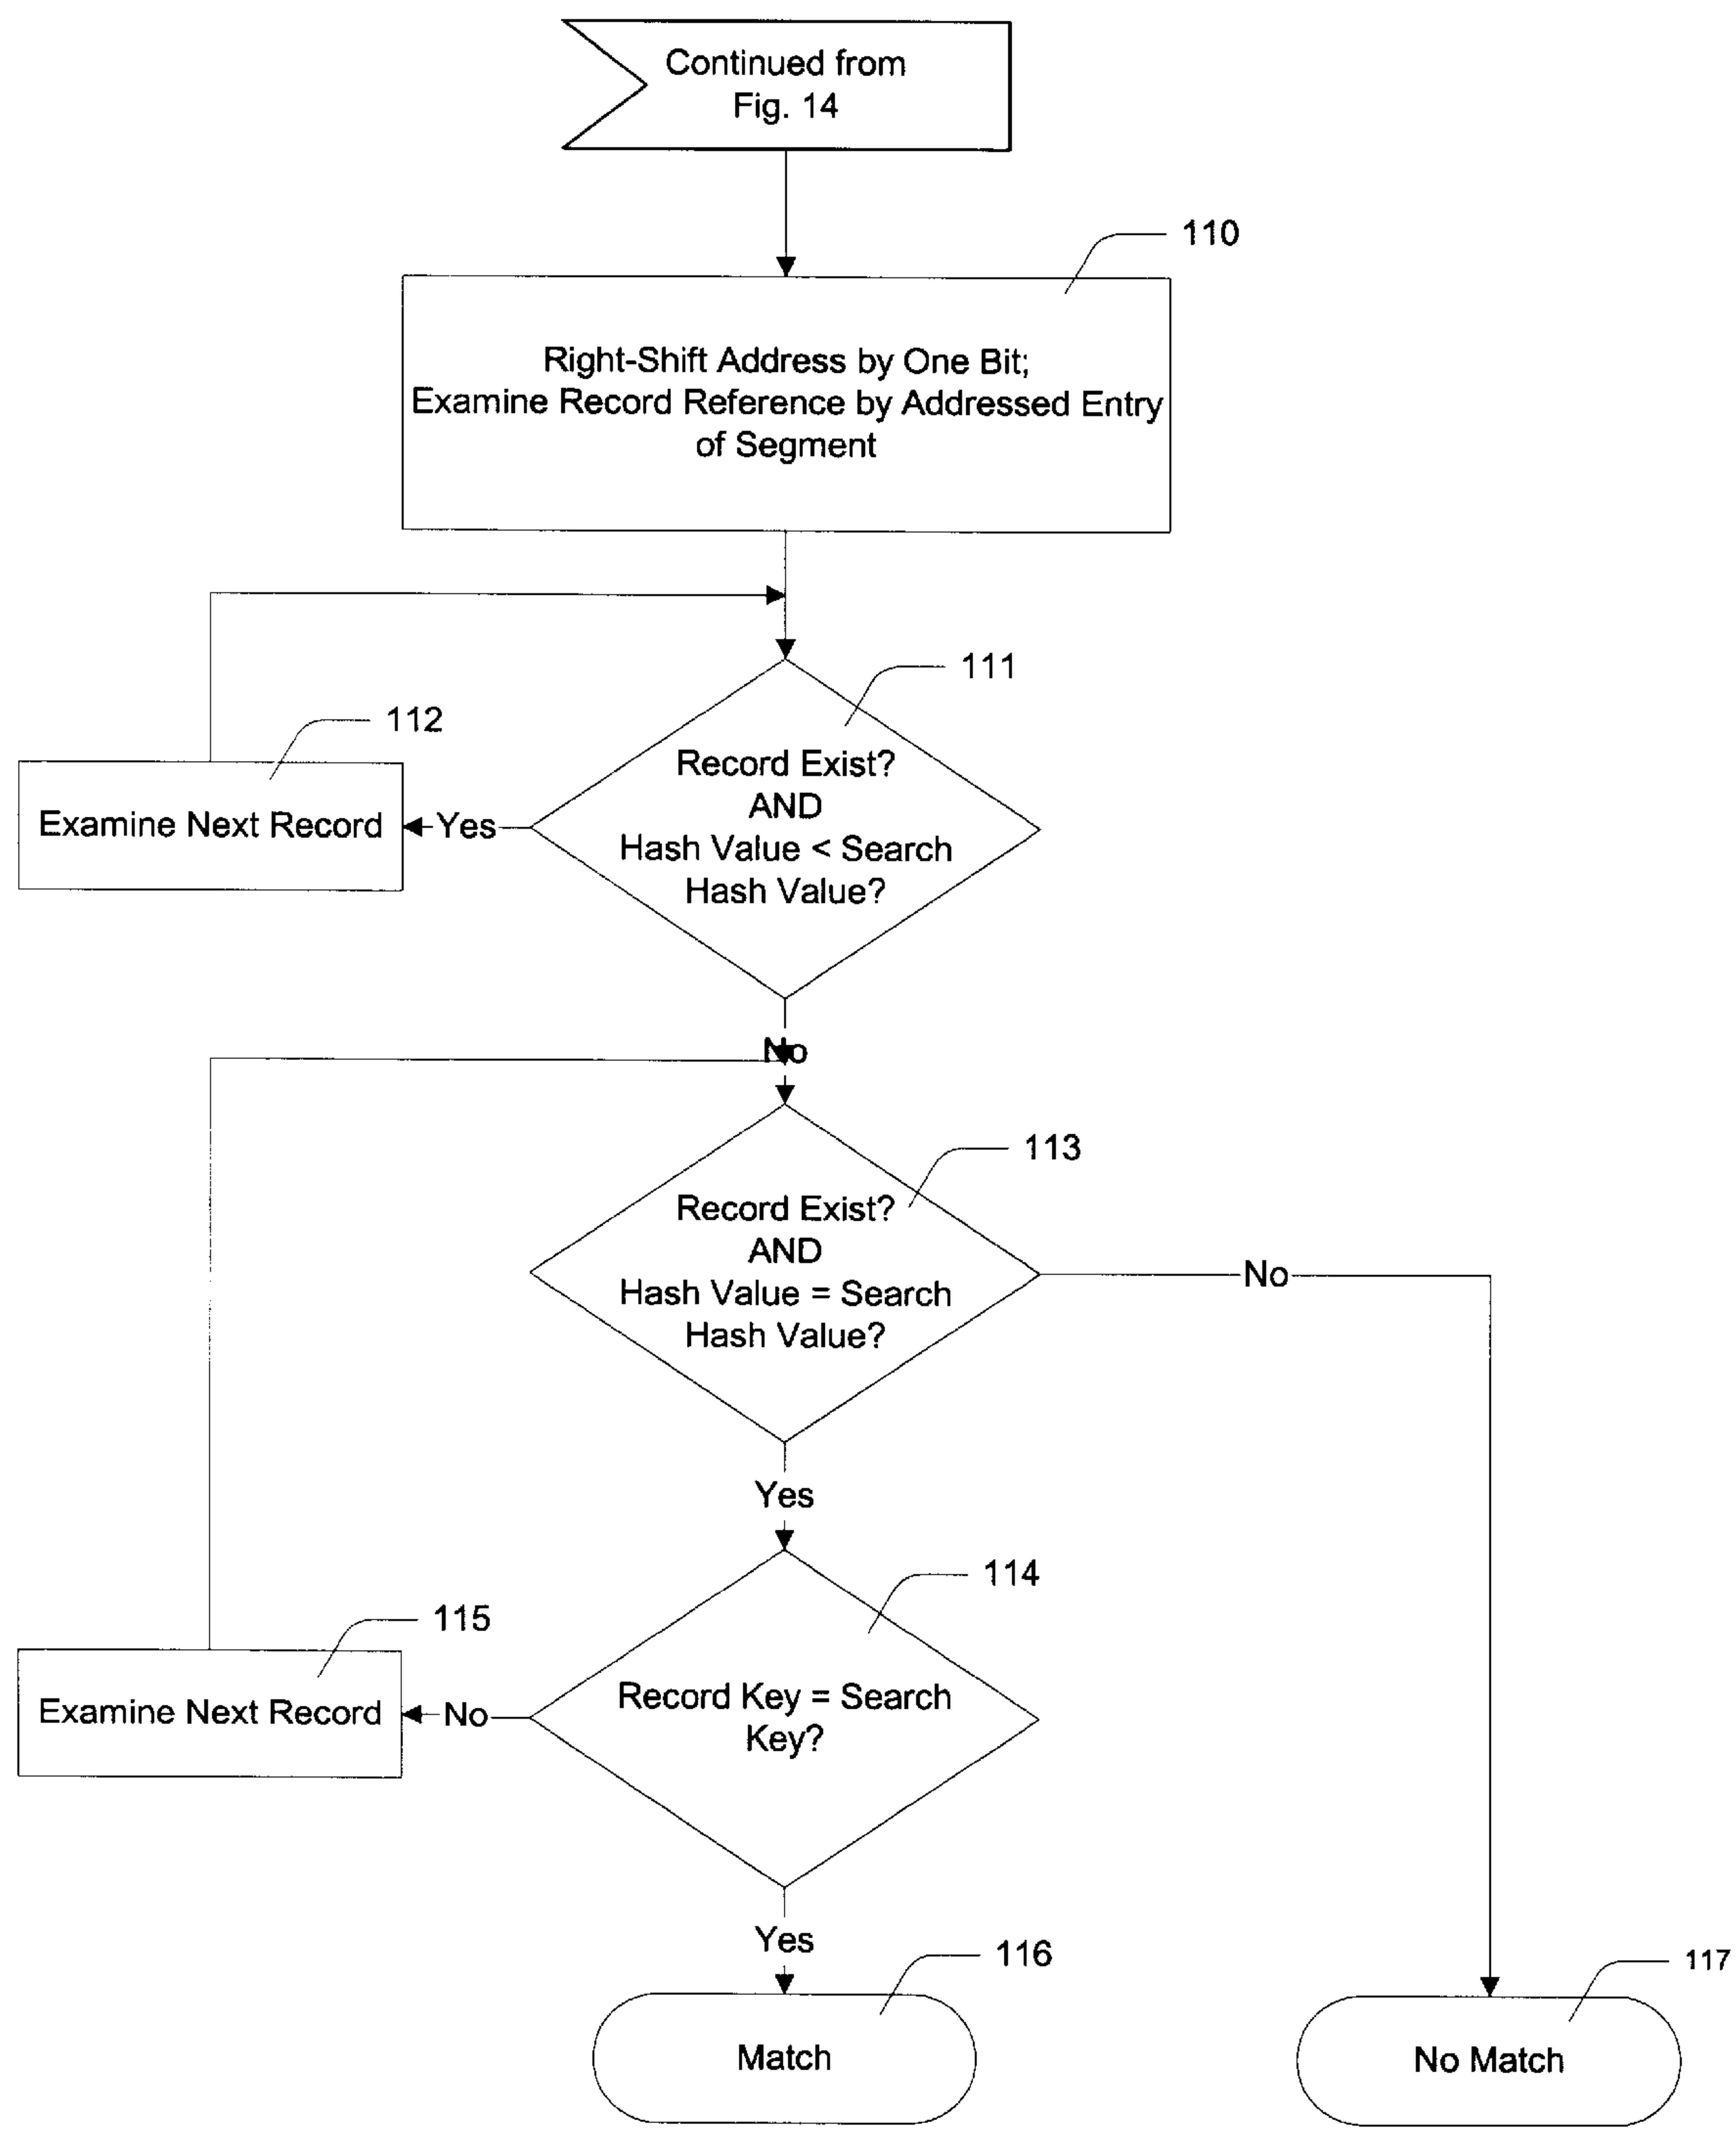 Continued from
Fig. 14
110
Right-Shift Address by One Bit;
Examine Record Reference by Addressed Entry
of Segment
111
112
Record Exist?
AND
Hash Value < Search
Hash Value?
Yes
Examine Next Record
No
113
Record Exist?
AND
Hash Value = Search
Hash Value?
No
Yes
114
115
Record Key = Search
Key?
No
Examine Next Record
Yes
116
117
Match
No Match